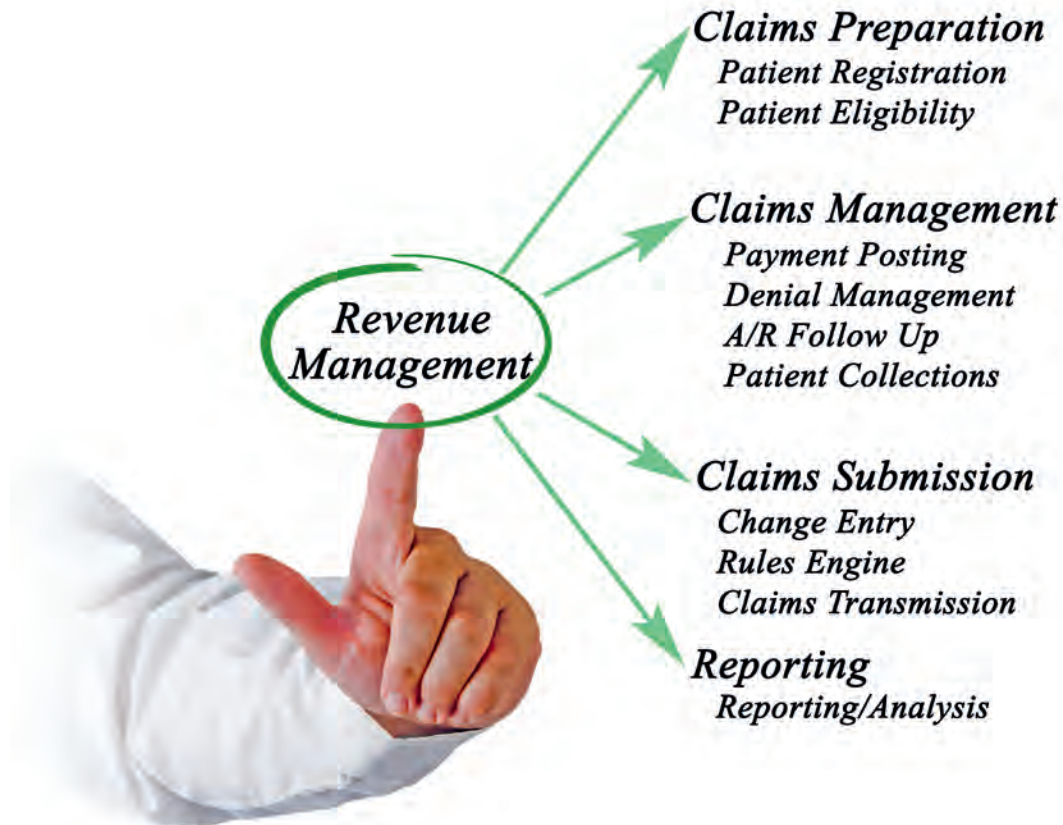 Claims Preparation
Patient Registration
Patient Eligibility
Claims Management
Payment Posting
Denial Management
A/R Follow Up
Patient Collections
Revenue
Management
Claims Submission
Change Entry
Rules Engine
Claims Transmission
Reporting
Reporting/Analysis